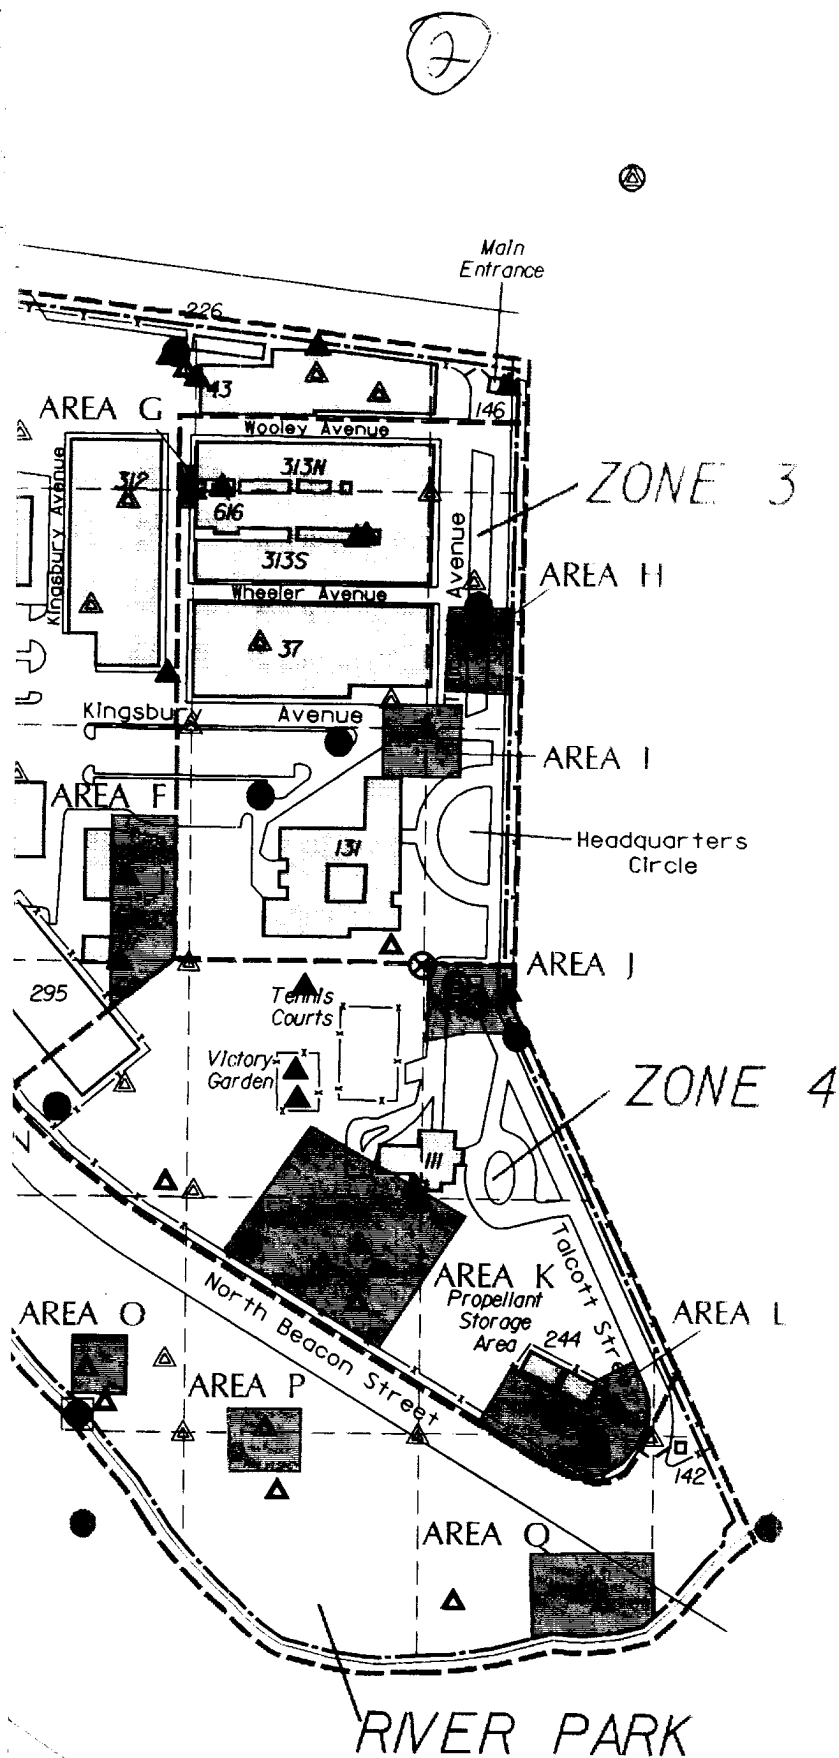 2
Main
Entrance
226
43
146
AREA G
Wooley Avenue
Kingsbury Avenue
312
313N
616
313S
ZONE 3
Avenue
AREA H
Wheeler Avenue
37
Kingsbury Avenue
AREA I
AREA F
131
Headquarters
Circle
295
AREA J
Tennis
Courts
Victory
Garden
ZONE 4
111
Talcott Street
AREA K
Propellant
Storage
Area
244
AREA L
North Beacon Street
AREA O
AREA P
142
AREA Q
RIVER PARK